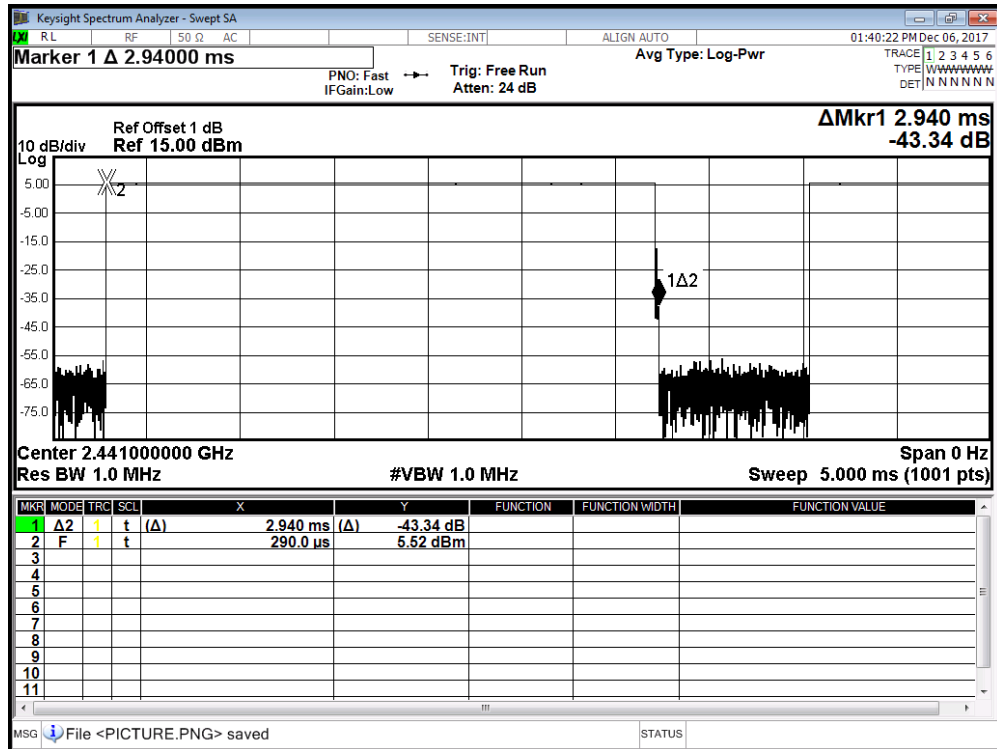 Keysight Spectrum Analyzer - Swept SA
LXI RL RF 50 Ω AC SENSE:INT ALIGN AUTO 01:40:22 PM Dec 06, 2017
Marker 1 Δ 2.94000 ms
PNO: Fast
IFGain:Low
Trig: Free Run
Atten: 24 dB
Avg Type: Log-Pwr
TRACE 1 2 3 4 5 6
TYPE WWWWWW
DET N N N N N N
ΔMkr1 2.940 ms
-43.34 dB
Ref Offset 1 dB
10 dB/div Ref 15.00 dBm
Log
5.00
-5.00
-15.0
-25.0
-35.0
-45.0
-55.0
-65.0
-75.0
2
1Δ2
Center 2.441000000 GHz Span 0 Hz
Res BW 1.0 MHz #VBW 1.0 MHz Sweep 5.000 ms (1001 pts)
MKR MODE TRC SCL X Y FUNCTION FUNCTION WIDTH FUNCTION VALUE
1 Δ2 1 t (Δ) 2.940 ms (Δ) -43.34 dB
2 F 1 t 290.0 µs 5.52 dBm
3
4
5
6
7
8
9
10
11
MSG File <PICTURE.PNG> saved STATUS